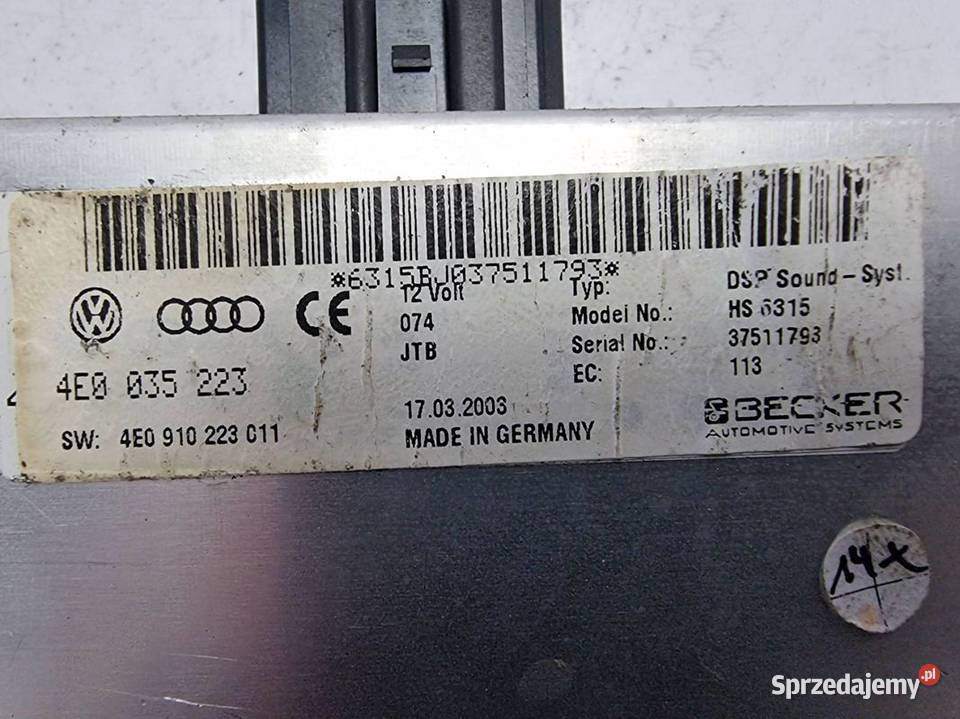 *6315BJ037511793*
12 Volt Typ: DSP Sound-Syst.
074 Model No.: HS 6315
JTB Serial No.: 37511793
EC: 113
CE
4E0 035 223
17.03.2003
SW: 4E0 910 223 011
MADE IN GERMANY
BECKER
AUTOMOTIVE SYSTEMS
14x
Sprzedajemy.pl